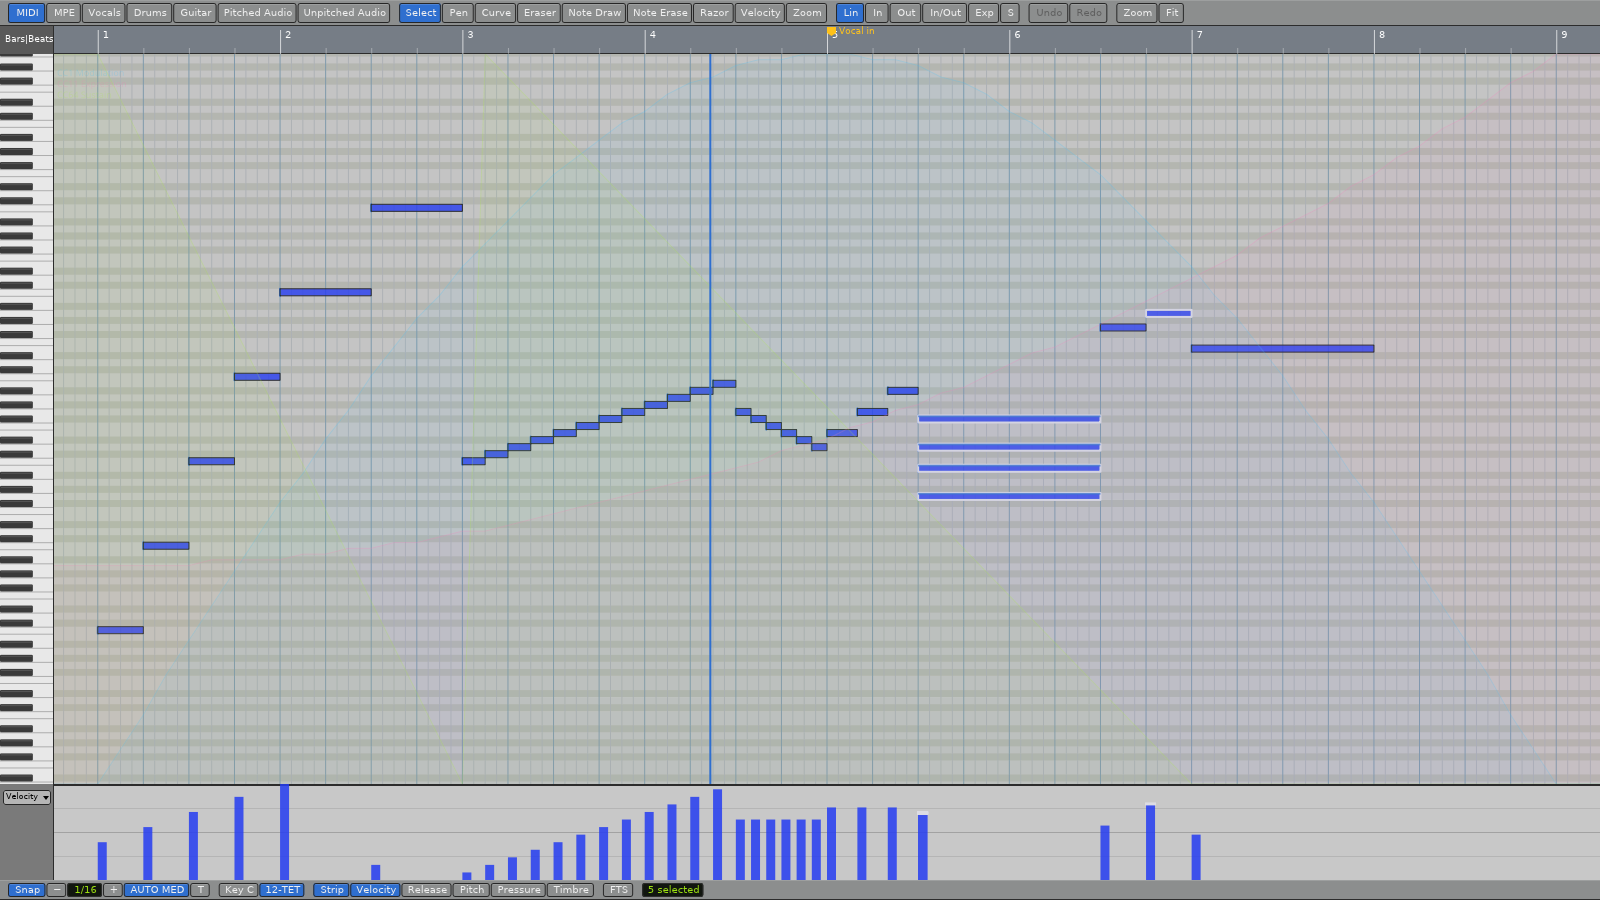 MIDI MPE Vocals Drums Guitar Pitched Audio Unpitched Audio Select Pen Curve Eraser Note Draw Note Erase Razor Velocity Zoom Lin In Out In/Out Exp S Undo Redo Zoom Fit
Bars|Beats 1 2 3 4 5 Vocal in 6 7 8 9
Velocity
Snap − 1/16 + AUTO MED T Key C 12-TET Strip Velocity Release Pitch Pressure Timbre FTS 5 selected